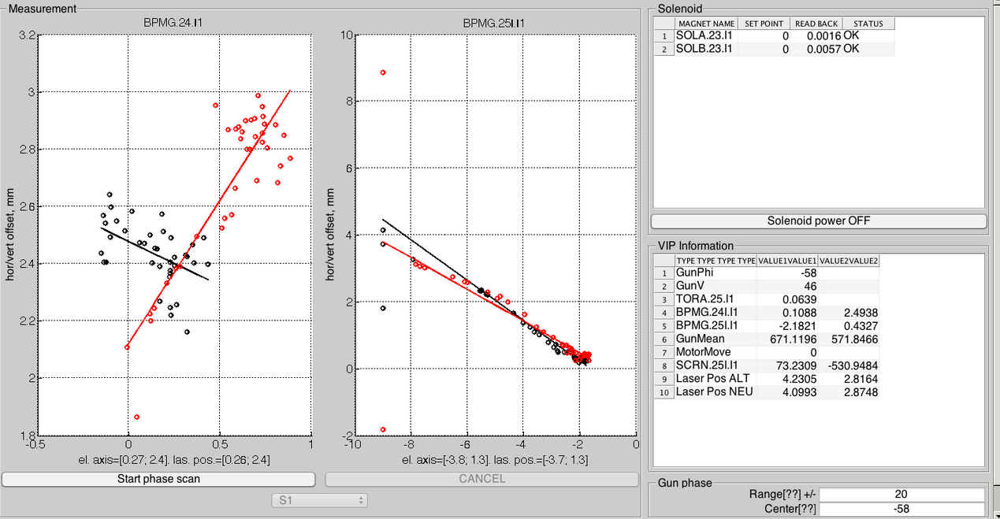 Measurement
BPMG.24.I1
3.2
3
2.8
2.6
2.4
2.2
2
1.8
-0.5
0
0.5
1
hor/vert offset, mm
el. axis=[0.27; 2.4]. las. pos.=[0.26; 2.4]
BPMG.25I.I1
10
8
6
4
2
0
-2
-10
-8
-6
-4
-2
0
hor/vert offset, mm
el. axis=[-3.8; 1.3]. las. pos.=[-3.7; 1.3]
Start phase scan
CANCEL
S1
Solenoid
MAGNET NAME SET POINT READ BACK STATUS
1 SOLA.23.I1 0 0.0016 OK
2 SOLB.23.I1 0 0.0057 OK
Solenoid power OFF
VIP Information
TYPE TYPE TYPE TYPE VALUE1VALUE1 VALUE2VALUE2
1 GunPhi -58
2 GunV 46
3 TORA.25.I1 0.0639
4 BPMG.24I.I1 0.1088 2.4938
5 BPMG.25I.I1 -2.1821 0.4327
6 GunMean 671.1196 571.8466
7 MotorMove 0
8 SCRN.25I.I1 73.2309 -530.9484
9 Laser Pos ALT 4.2305 2.8164
10 Laser Pos NEU 4.0993 2.8748
Gun phase
Range[??] +/- 20
Center[??] -58